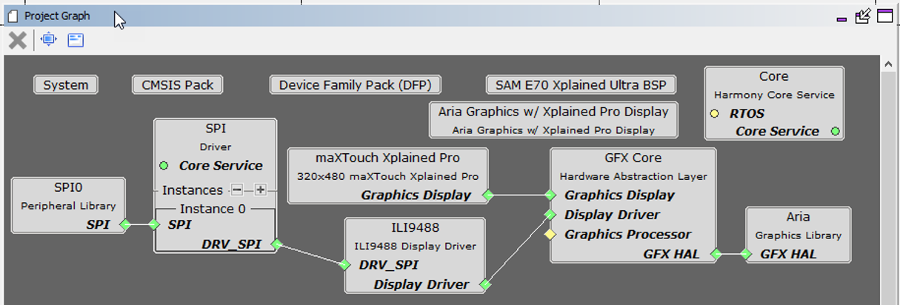 Project Graph
System
CMSIS Pack
Device Family Pack (DFP)
SAM E70 Xplained Ultra BSP
Core
Harmony Core Service
RTOS
Core Service
Aria Graphics w/ Xplained Pro Display
Aria Graphics w/ Xplained Pro Display
SPI
Driver
Core Service
Instances
Instance 0
SPI
DRV_SPI
SPI0
Peripheral Library
SPI
maXTouch Xplained Pro
320x480 maXTouch Xplained Pro
Graphics Display
ILI9488
ILI9488 Display Driver
DRV_SPI
Display Driver
GFX Core
Hardware Abstraction Layer
Graphics Display
Display Driver
Graphics Processor
GFX HAL
Aria
Graphics Library
GFX HAL